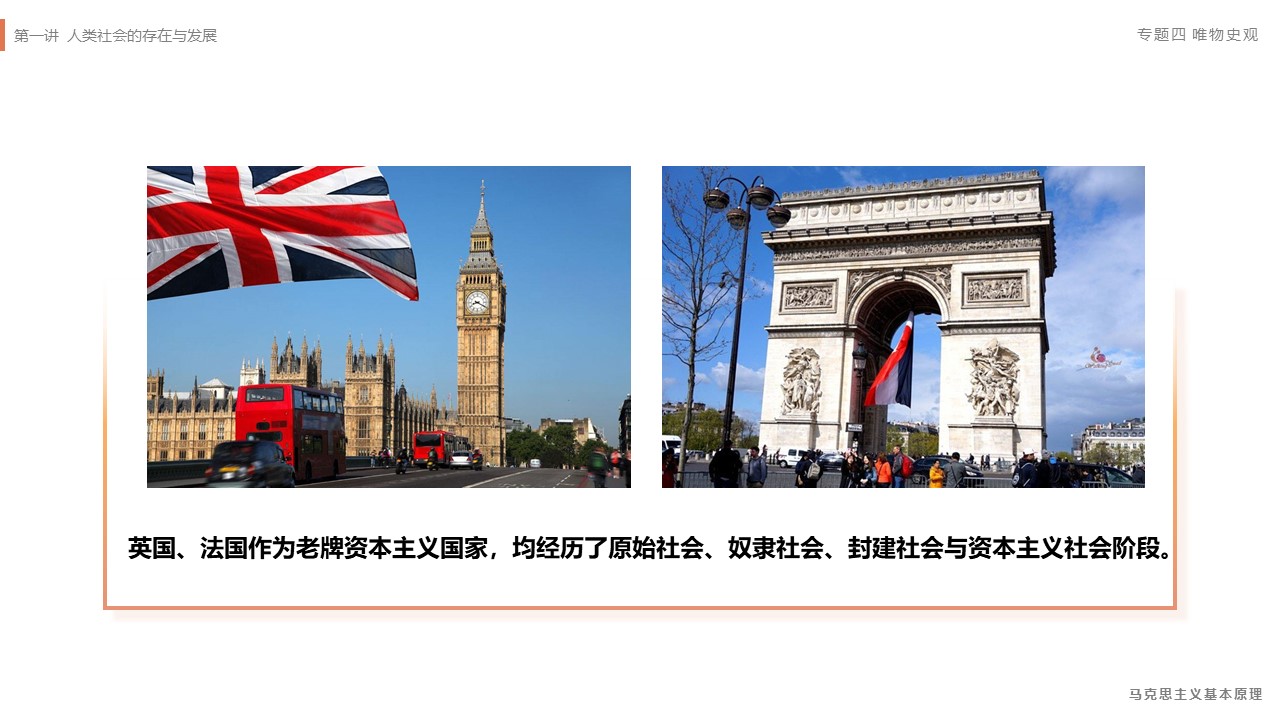 第一讲 人类社会的存在与发展
专题四 唯物史观
英国、法国作为老牌资本主义国家，均经历了原始社会、奴隶社会、封建社会与资本主义社会阶段。
马克思主义基本原理